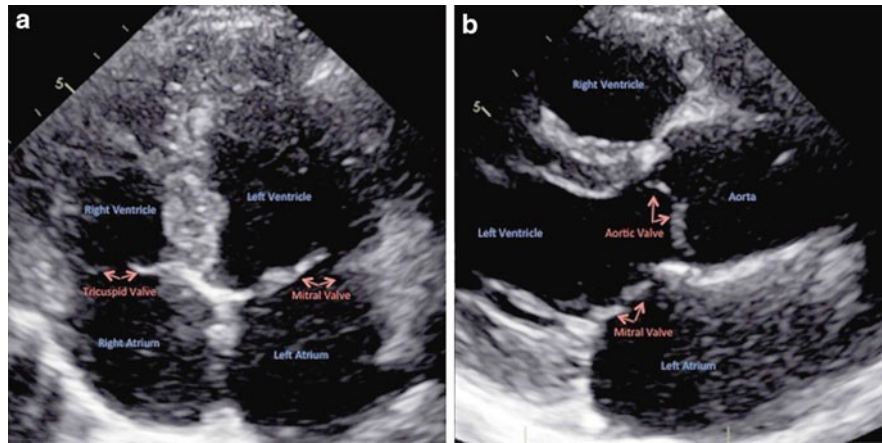 a
5
Right Ventricle
Left Ventricle
Tricuspid Valve
Mitral Valve
Right Atrium
Left Atrium
b
Right Ventricle
5
Aorta
Left Ventricle
Aortic Valve
Mitral Valve
Left Atrium